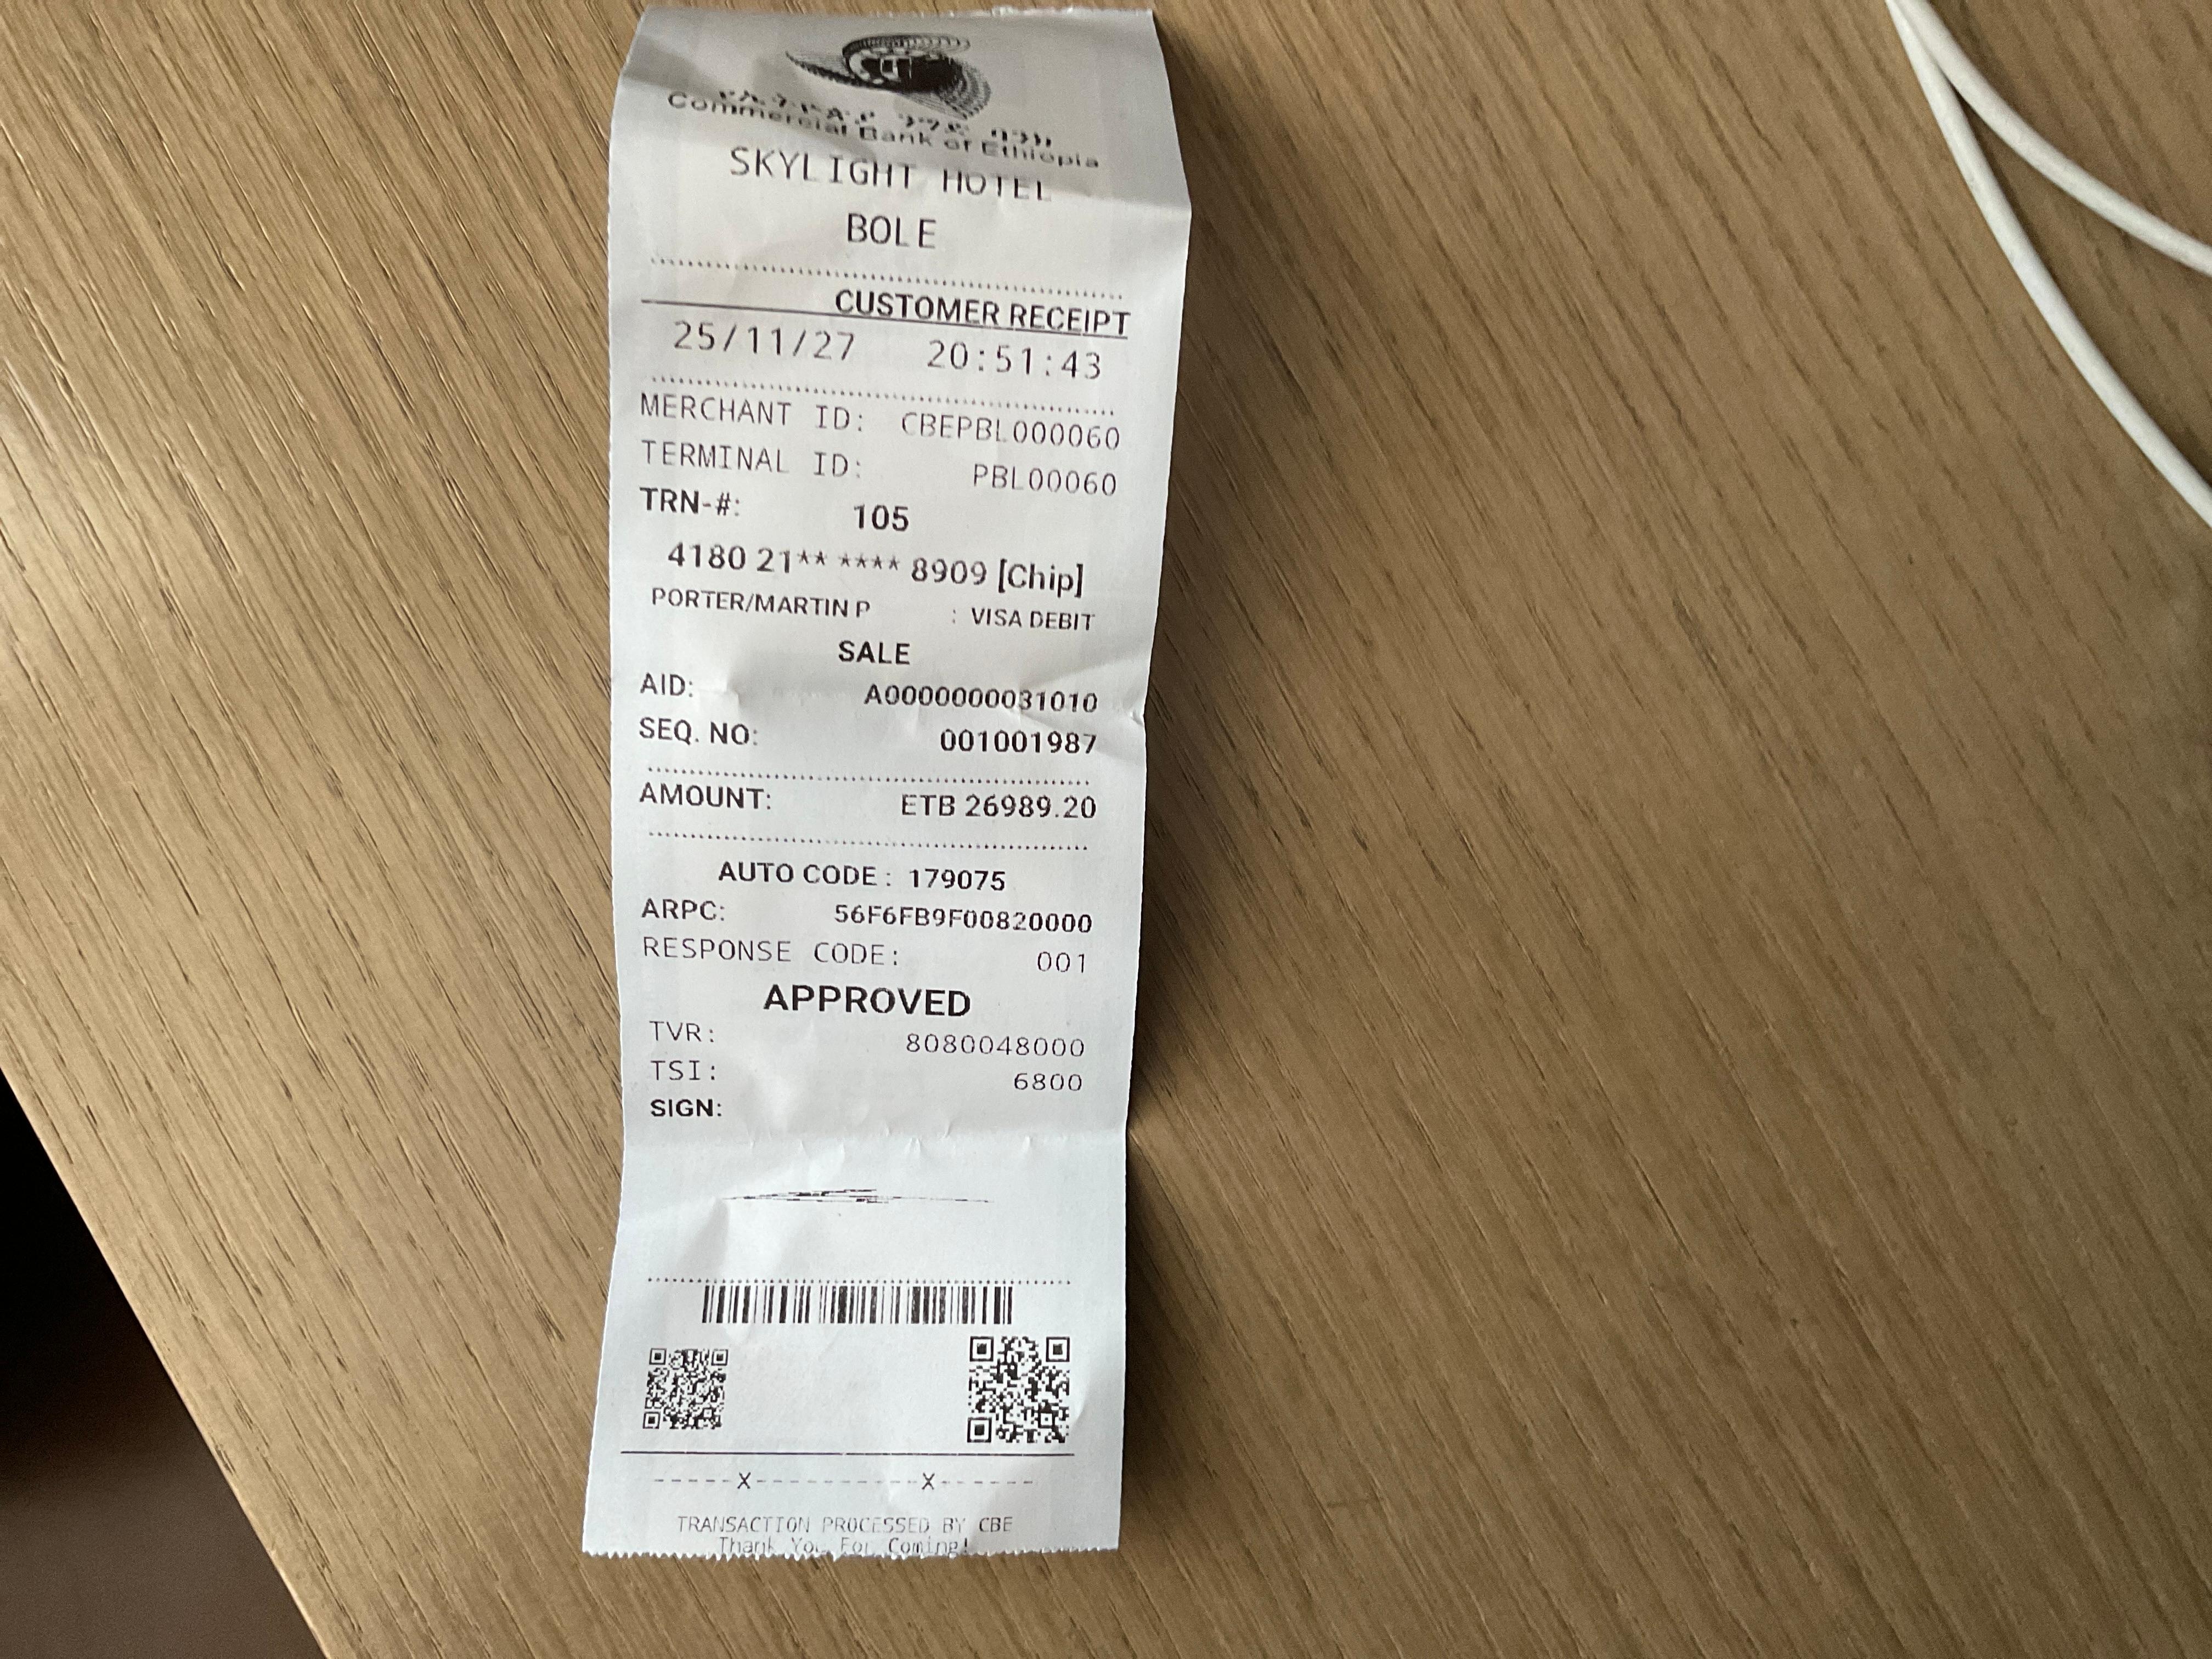 የኢትዮጵያ ንግድ ባንክ
Commercial Bank of Ethiopia
SKYLIGHT HOTEL
BOLE
CUSTOMER RECEIPT
25/11/27 20:51:43
MERCHANT ID: CBEPBL000060
TERMINAL ID: PBL00060
TRN-#: 105
4180 21** **** 8909 [Chip]
PORTER/MARTIN P : VISA DEBIT
SALE
AID: A0000000031010
SEQ. NO: 001001987
AMOUNT: ETB 26989.20
AUTO CODE : 179075
ARPC: 56F6FB9F00820000
RESPONSE CODE: 001
APPROVED
TVR: 8080048000
TSI: 6800
SIGN:
-----X----------X------
TRANSACTION PROCESSED BY CBE
Thank You For Coming!